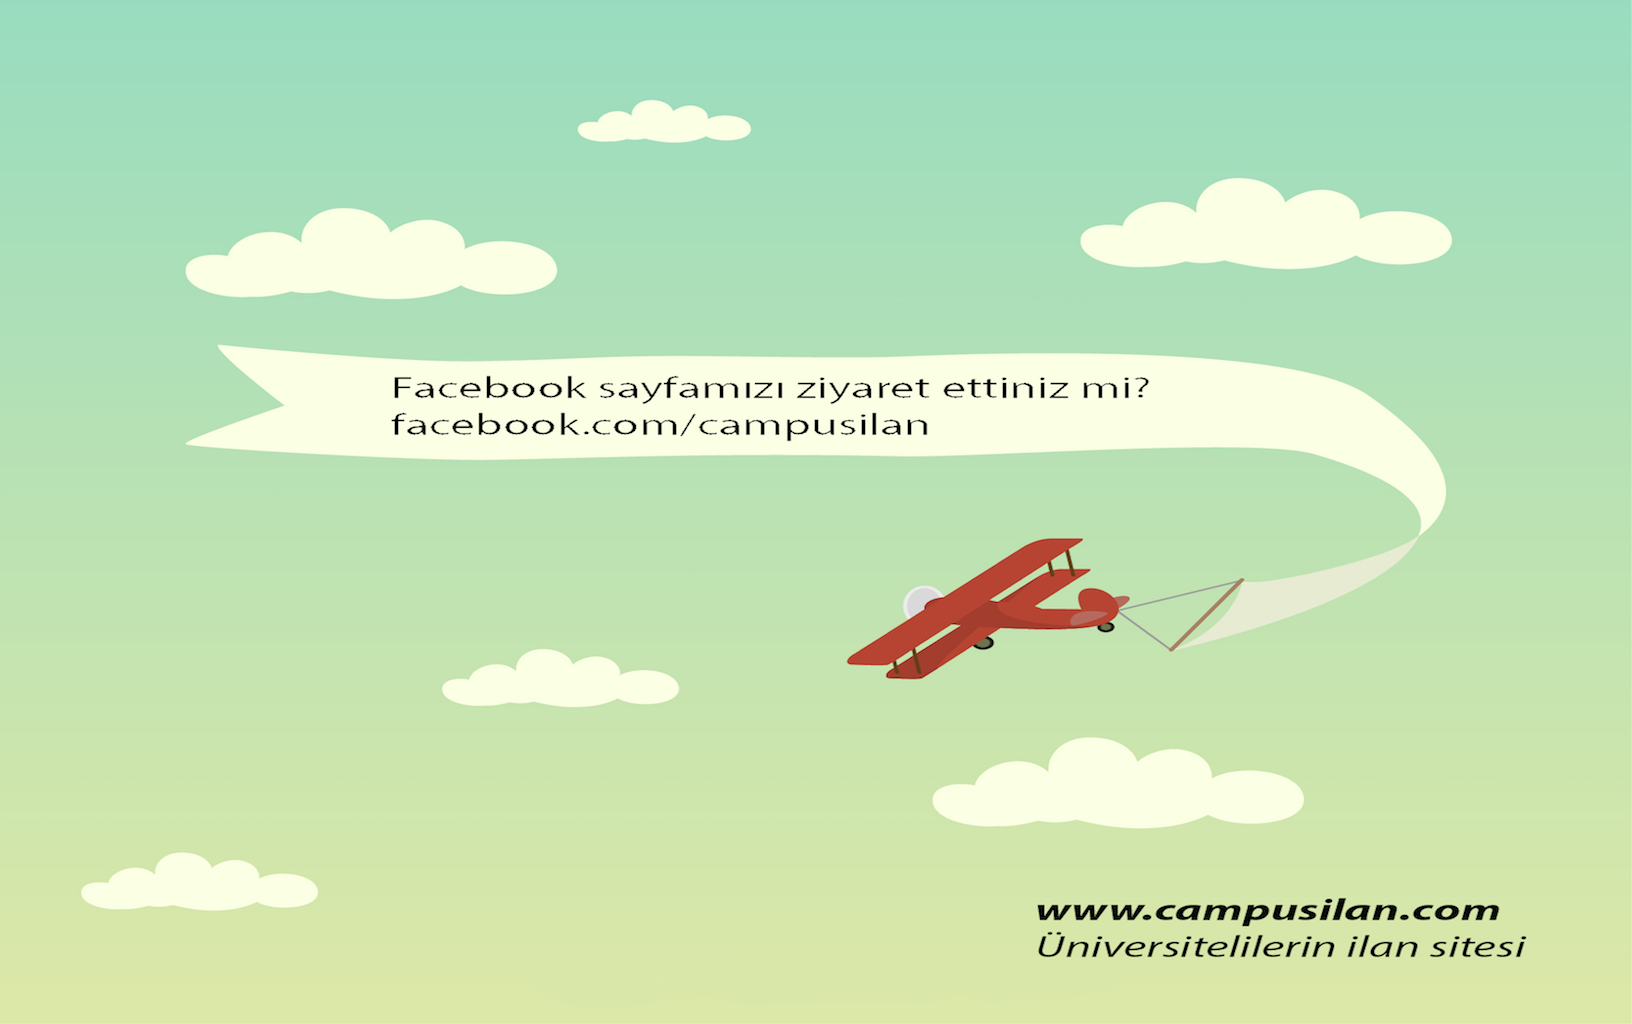 Facebook sayfamızı ziyaret ettiniz mi?
facebook.com/campusilan
www.campusilan.com
Üniversitelilerin ilan sitesi